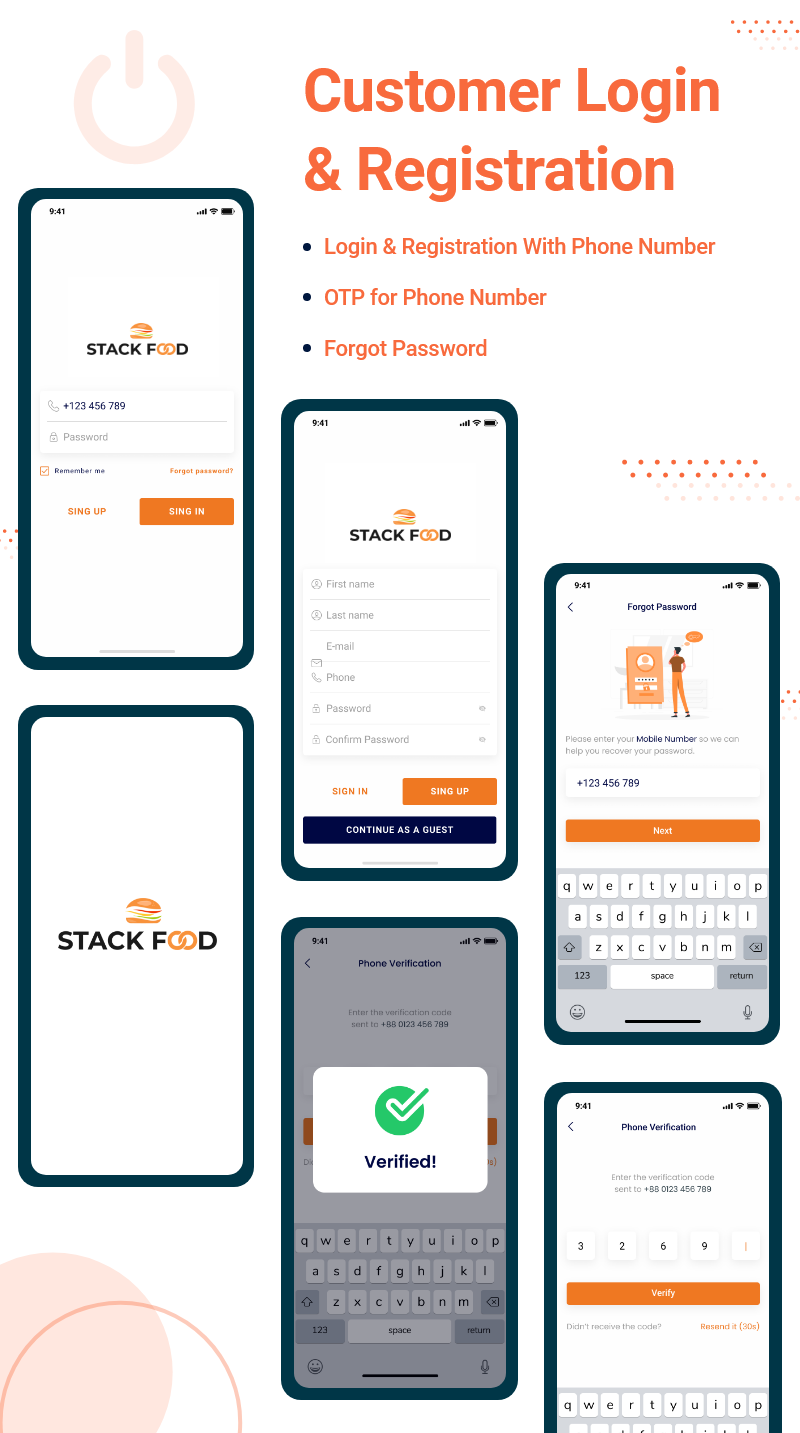 Customer Login
& Registration
Login & Registration With Phone Number
OTP for Phone Number
Forgot Password
9:41
STACK FOOD
+123 456 789
Password
Remember me
Forgot password?
SING UP
SING IN
9:41
STACK FOOD
First name
Last name
E-mail
Phone
Password
Confirm Password
SIGN IN
SING UP
CONTINUE AS A GUEST
9:41
Forgot Password
Please enter your Mobile Number so we can
help you recover your password.
+123 456 789
Next
q w e r t y u i o p
a s d f g h j k l
z x c v b n m
123 space return
STACK FOOD
9:41
Phone Verification
Enter the verification code
sent to +88 0123 456 789
Verified!
q w e r t y u i o p
a s d f g h j k l
z x c v b n m
123 space return
9:41
Phone Verification
Enter the verification code
sent to +88 0123 456 789
3 2 6 9
Verify
Didn't receive the code?
Resend it (30s)
q w e r t y u i o p